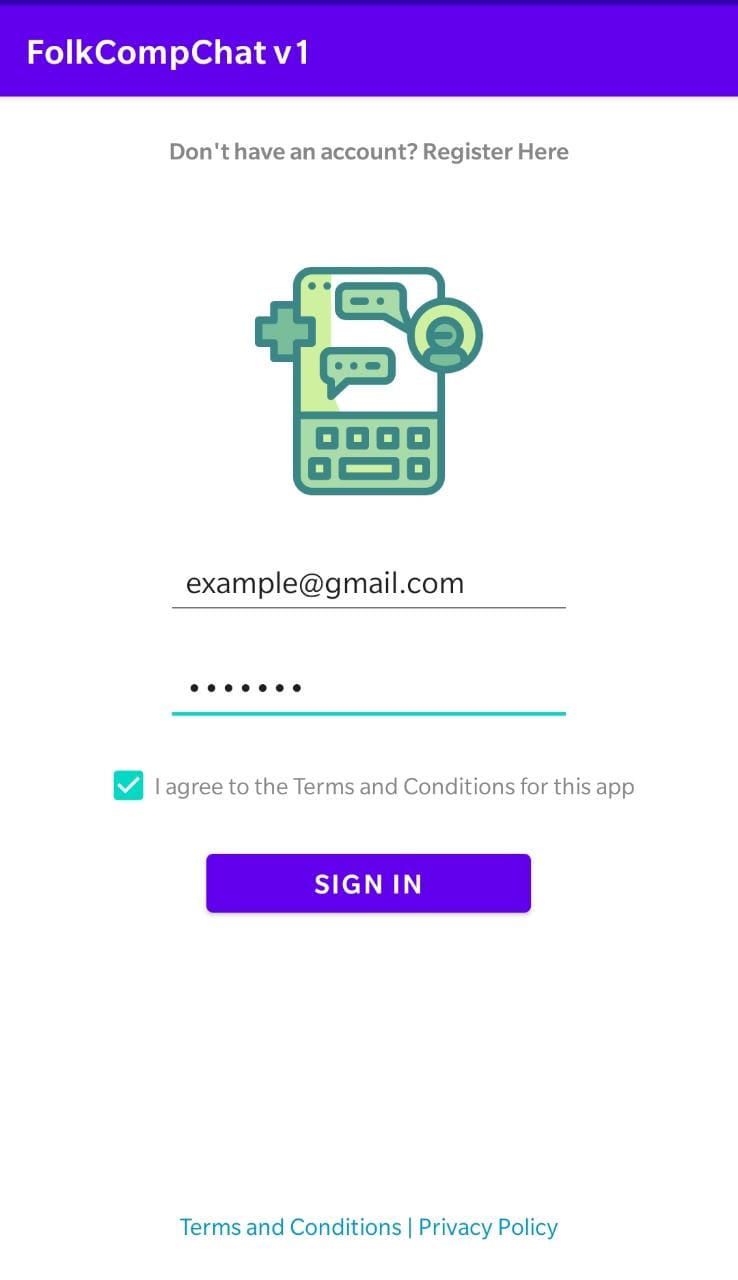 FolkCompChat v1
Don't have an account? Register Here
example@gmail.com
•••••••
I agree to the Terms and Conditions for this app
SIGN IN
Terms and Conditions | Privacy Policy